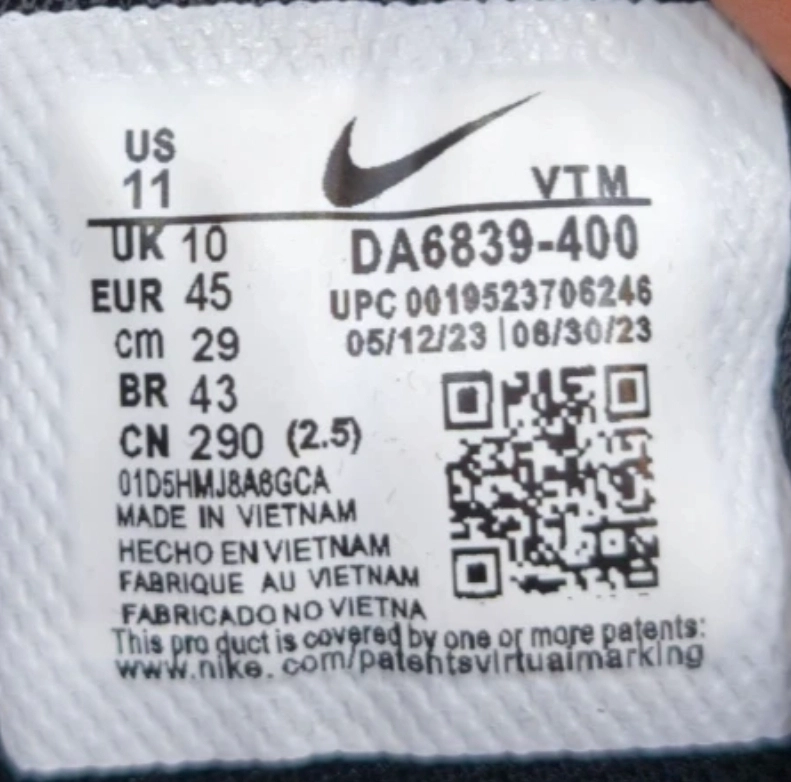 US
11
VTM
UK 10
DA6839-400
EUR 45
UPC 0019523706246
cm 29
05/12/23 | 08/30/23
BR 43
CN 290 (2.5)
01D5HMJ8A8GCA
MADE IN VIETNAM
HECHO EN VIETNAM
FABRIQUE AU VIETNAM
FABRICADO NO VIETNA
This pro duct is covered by one or more patents:
www.nike. com/patentsvirtuaimarking